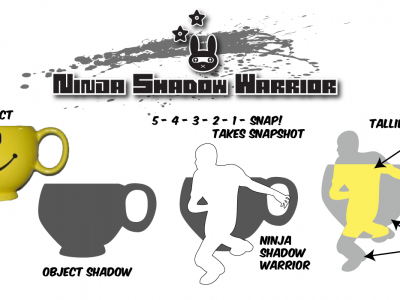 Ninja Shadow Warrior
5 - 4 - 3 - 2 - 1 - SNAP!
TAKES SNAPSHOT
OBJECT SHADOW
NINJA
SHADOW
WARRIOR